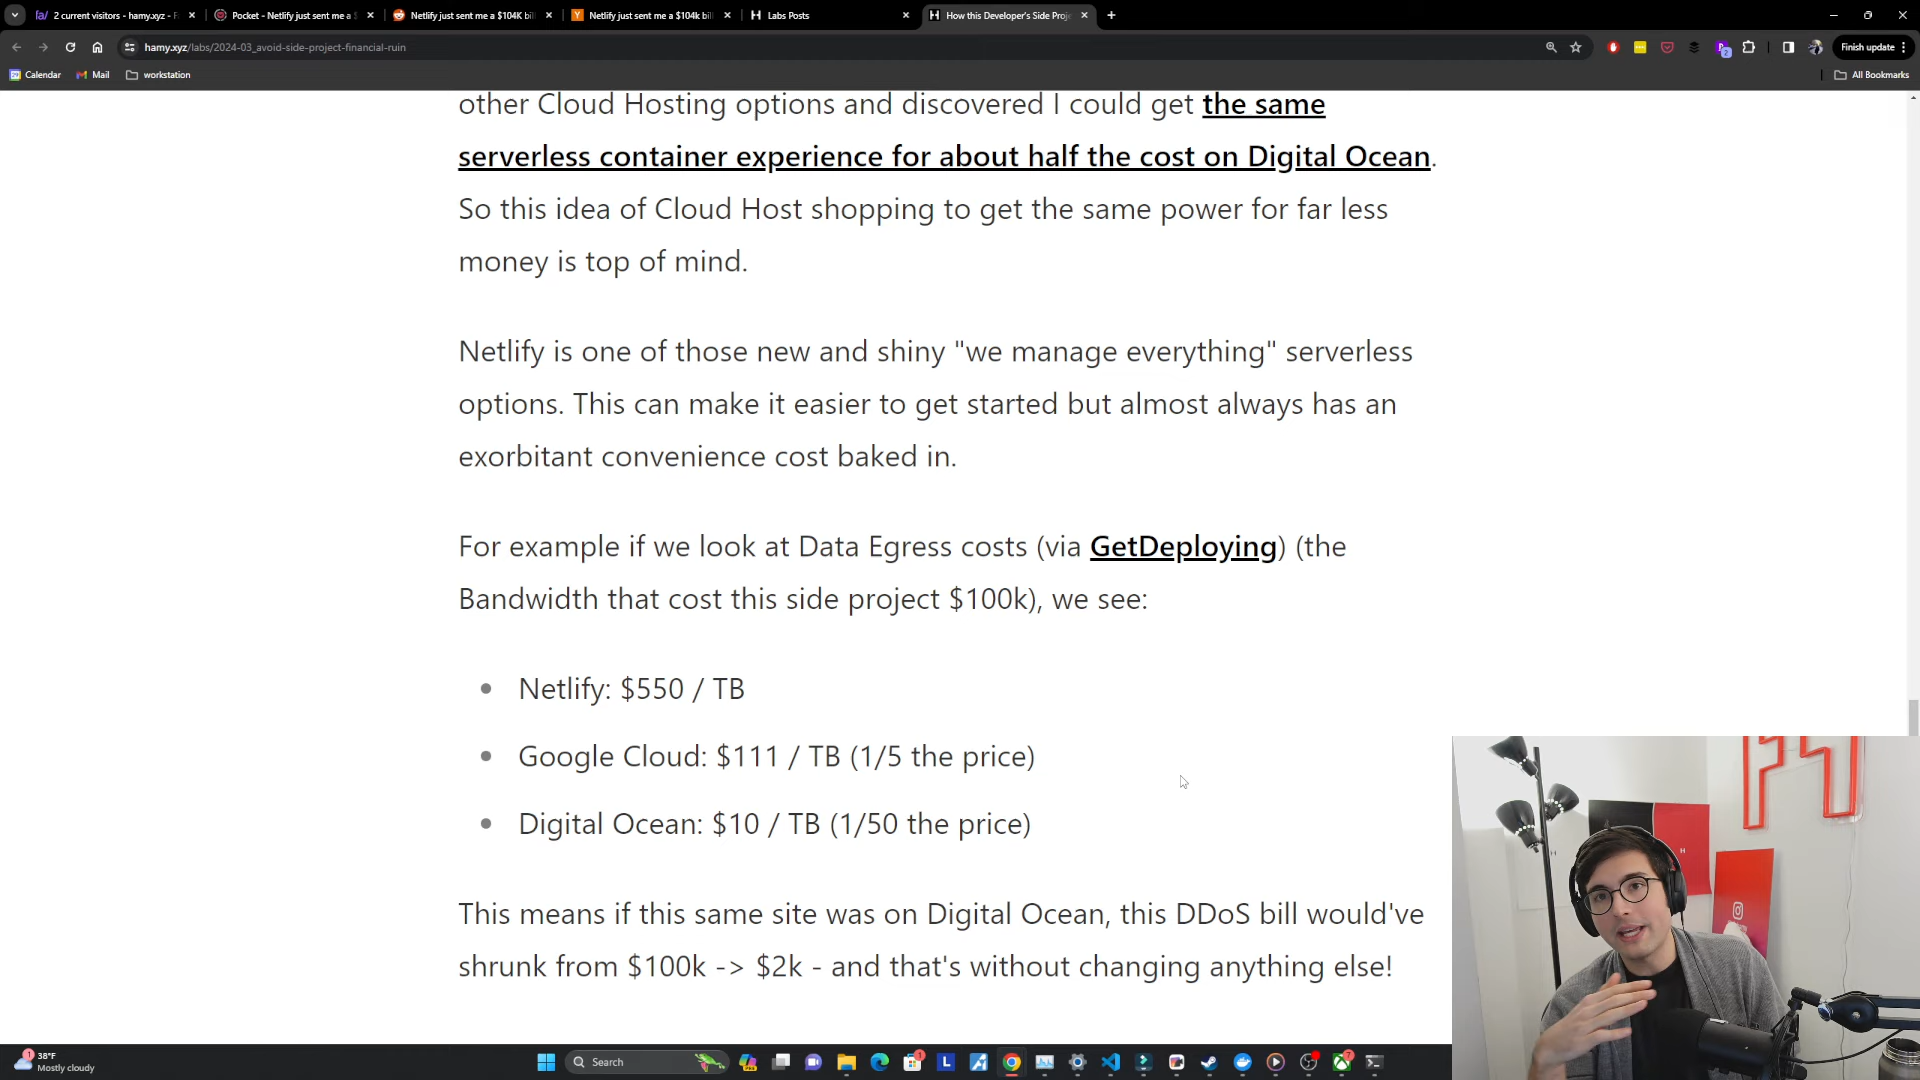 2 current visitors - hamy.xyz - F
Pocket - Netlify just sent me a $
Netlify just sent me a $104K bil
Netlify just sent me a $104k bil
Labs Posts
How this Developer's Side Proj
hamy.xyz/labs/2024-03_avoid-side-project-financial-ruin
Finish update
Calendar
Mail
workstation
All Bookmarks
other Cloud Hosting options and discovered I could get the same
serverless container experience for about half the cost on Digital Ocean.
So this idea of Cloud Host shopping to get the same power for far less
money is top of mind.
Netlify is one of those new and shiny "we manage everything" serverless
options. This can make it easier to get started but almost always has an
exorbitant convenience cost baked in.
For example if we look at Data Egress costs (via GetDeploying) (the
Bandwidth that cost this side project $100k), we see:
• Netlify: $550 / TB
• Google Cloud: $111 / TB (1/5 the price)
• Digital Ocean: $10 / TB (1/50 the price)
This means if this same site was on Digital Ocean, this DDoS bill would've
shrunk from $100k -> $2k - and that's without changing anything else!
38°F
Mostly cloudy
Search